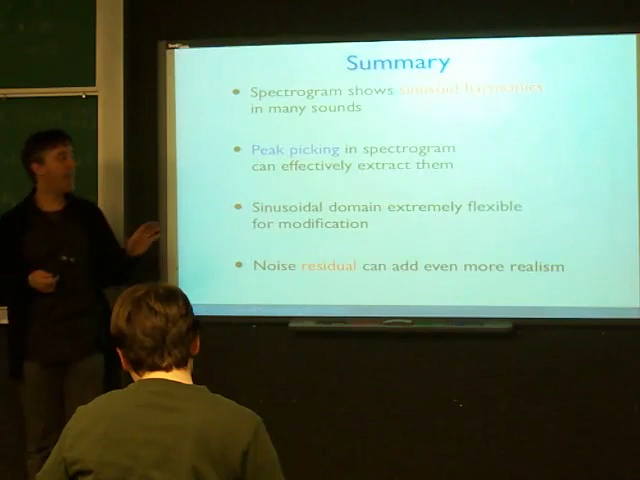 Summary
• Spectrogram shows sinusoid harmonics
in many sounds
• Peak picking in spectrogram
can effectively extract them
• Sinusoidal domain extremely flexible
for modification
• Noise residual can add even more realism